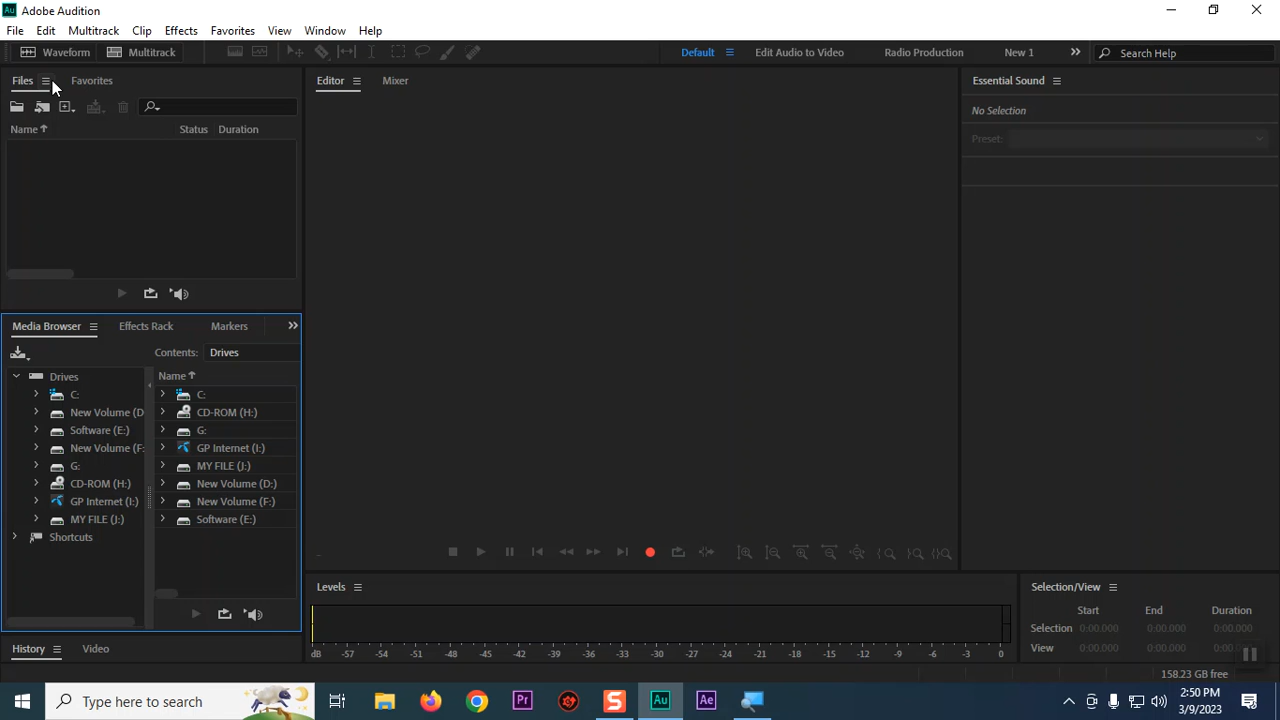 Adobe Audition
File Edit Multitrack Clip Effects Favorites View Window Help
Waveform Multitrack Default Edit Audio to Video Radio Production New 1 Search Help
Files Favorites Editor Mixer Essential Sound
No Selection
Name Status Duration
Preset:
Media Browser Effects Rack Markers
Contents: Drives
Drives Name
C: C:
New Volume (D CD-ROM (H:)
Software (E:) G:
New Volume (F: GP Internet (I:)
G: MY FILE (J:)
CD-ROM (H:) New Volume (D:)
GP Internet (I:) New Volume (F:)
MY FILE (J:) Software (E:)
Shortcuts
Levels Selection/View
Start End Duration
Selection 0:00.000 0:00.000 0:00.000
View 0:00.000 0:00.000 0:00.000
dB -57 -54 -51 -48 -45 -42 -39 -36 -33 -30 -27 -24 -21 -18 -15 -12 -9 -6 -3 0
History Video
158.23 GB free
Type here to search Pr S Au Ae 2:50 PM
3/9/2023